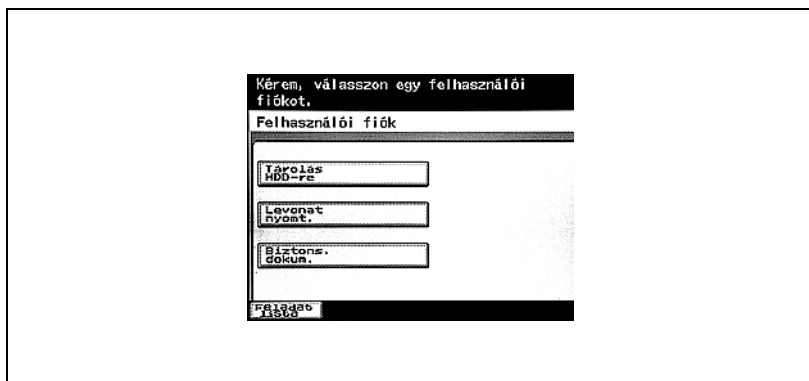 Kérem, válasszon egy felhasználói
fiókot.
Felhasználói fiók
Tárolás
HDD-re
Levonat
nyomt.
Biztons.
dokum.
Feladat
lista